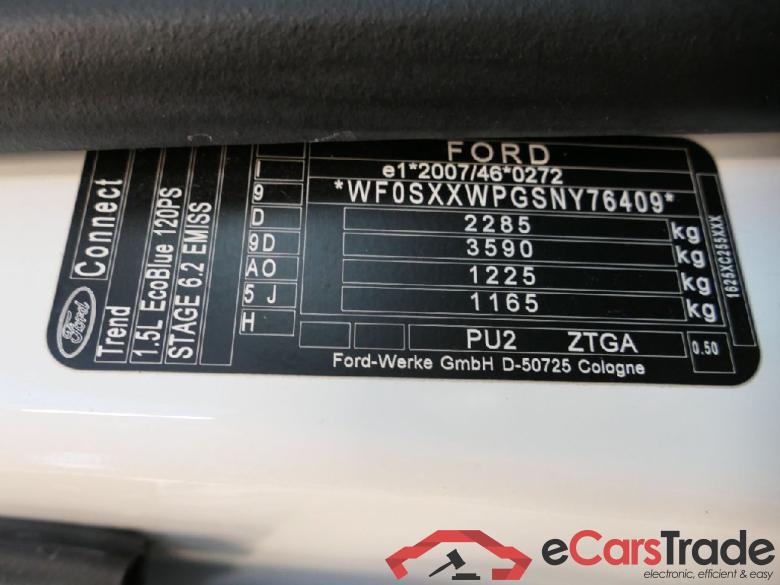 FORD
e1*2007/46*0272
*WF0SXXWPGSNY76409*
2285 kg
3590 kg
1225 kg
1165 kg
PU2 ZTGA
0.50
Ford-Werke GmbH D-50725 Cologne
1625XC255XXX
Ford
Connect
Trend
1.5L EcoBlue 120PS
STAGE 6.2 EMISS
I
9
D
9D
AO
5 J
H
eCarsTrade
electronic, efficient & easy